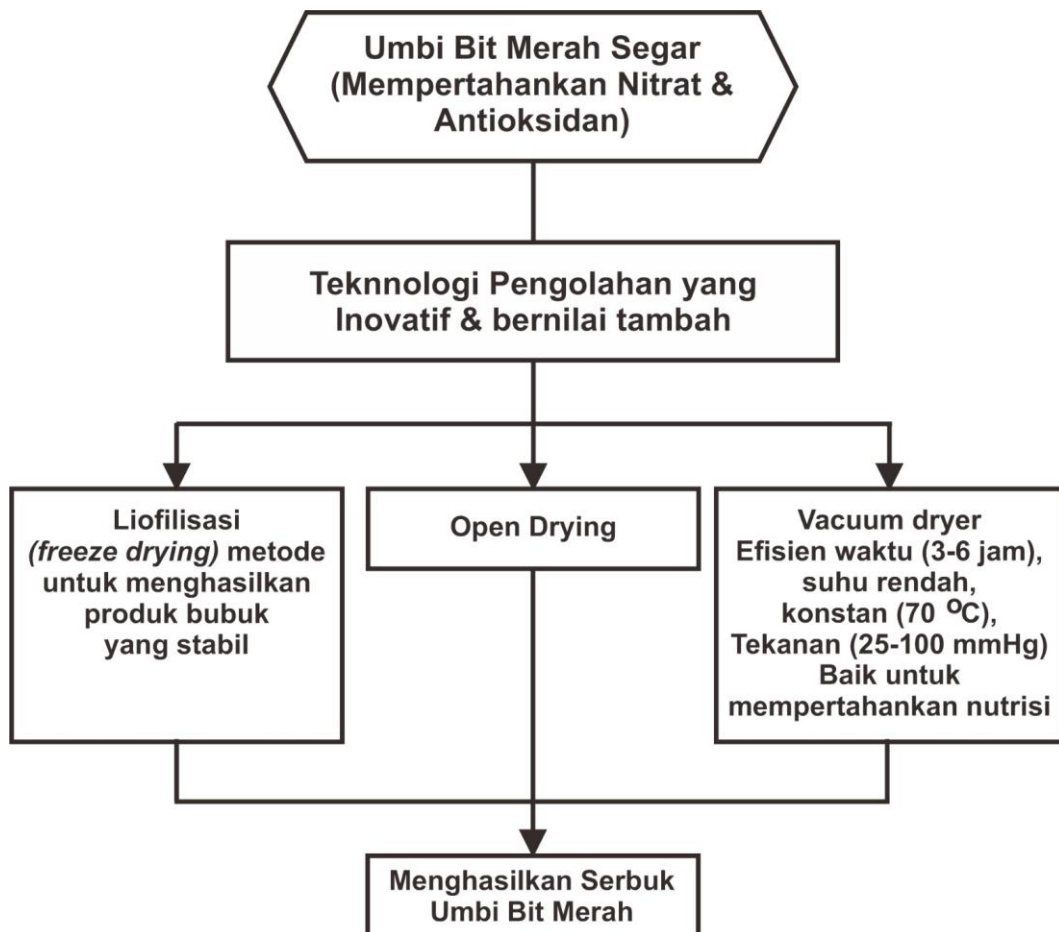 Umbi Bit Merah Segar
(Mempertahankan Nitrat &
Antioksidan)
Teknnologi Pengolahan yang
Inovatif & bernilai tambah
Liofilisasi
(freeze drying) metode
untuk menghasilkan
produk bubuk
yang stabil
Open Drying
Vacuum dryer
Efisien waktu (3-6 jam),
suhu rendah,
konstan (70 ºC),
Tekanan (25-100 mmHg)
Baik untuk
mempertahankan nutrisi
Menghasilkan Serbuk
Umbi Bit Merah